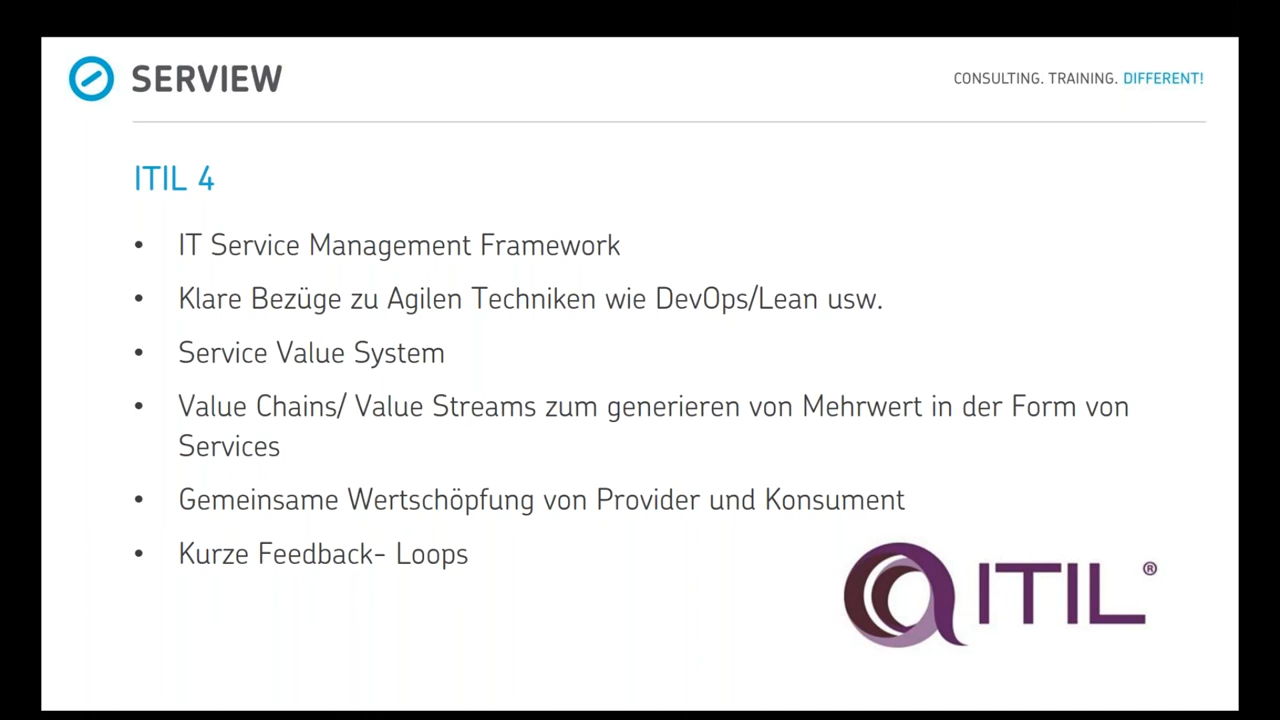 SERVIEW
CONSULTING. TRAINING. DIFFERENT!
ITIL 4
• IT Service Management Framework
• Klare Bezüge zu Agilen Techniken wie DevOps/Lean usw.
• Service Value System
• Value Chains/ Value Streams zum generieren von Mehrwert in der Form von
Services
• Gemeinsame Wertschöpfung von Provider und Konsument
• Kurze Feedback- Loops
ITIL®